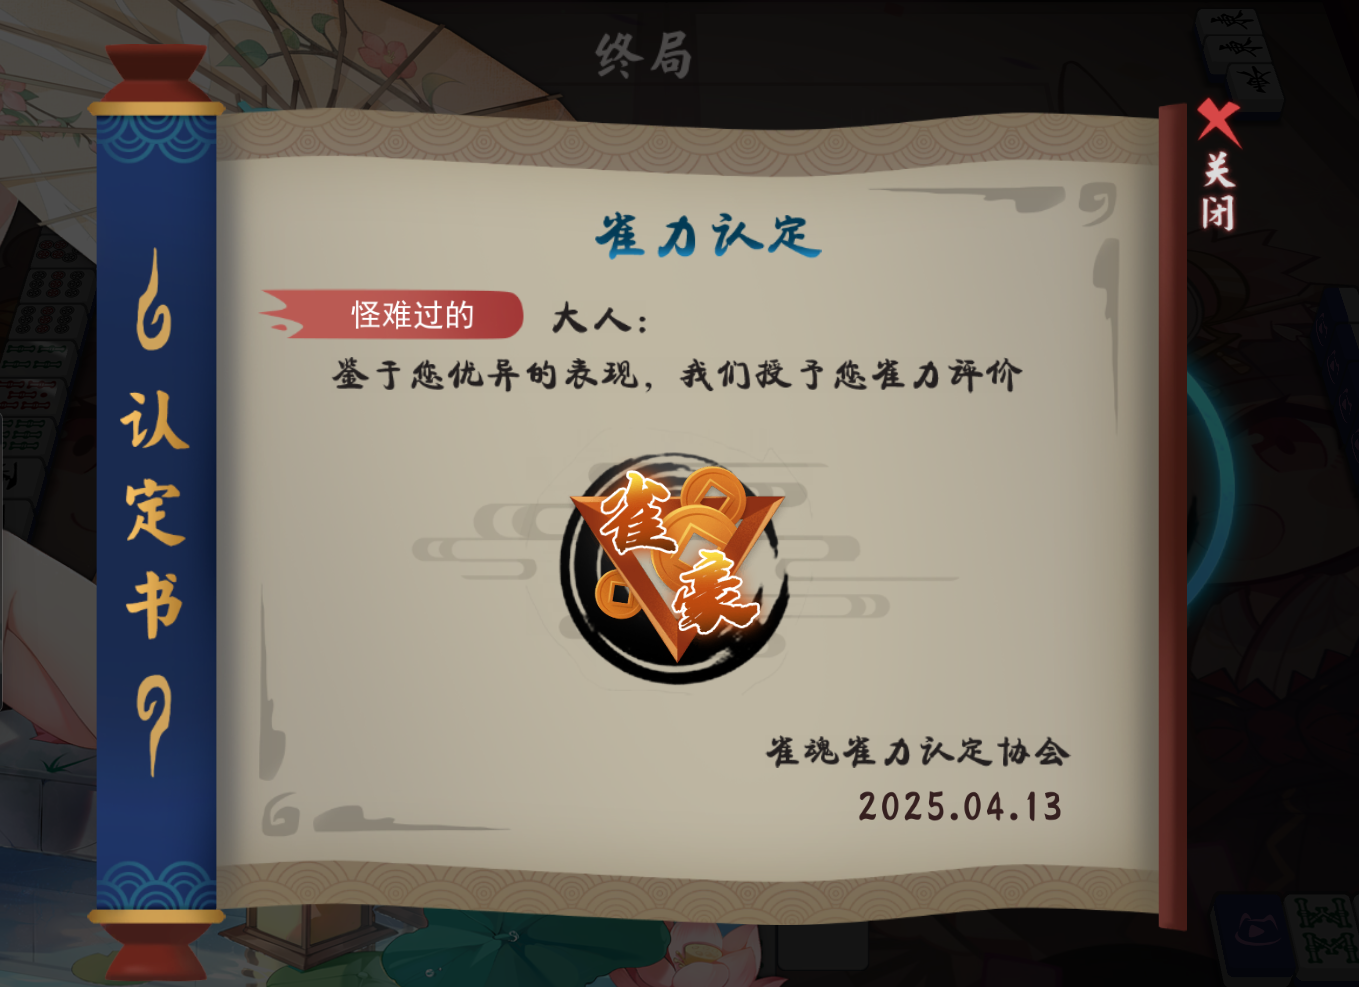 终局
关闭
认定书
雀力认定
怪难过的 大人：
鉴于您优异的表现，我们授予您雀力评价
雀豪
雀魂雀力认定协会
2025.04.13